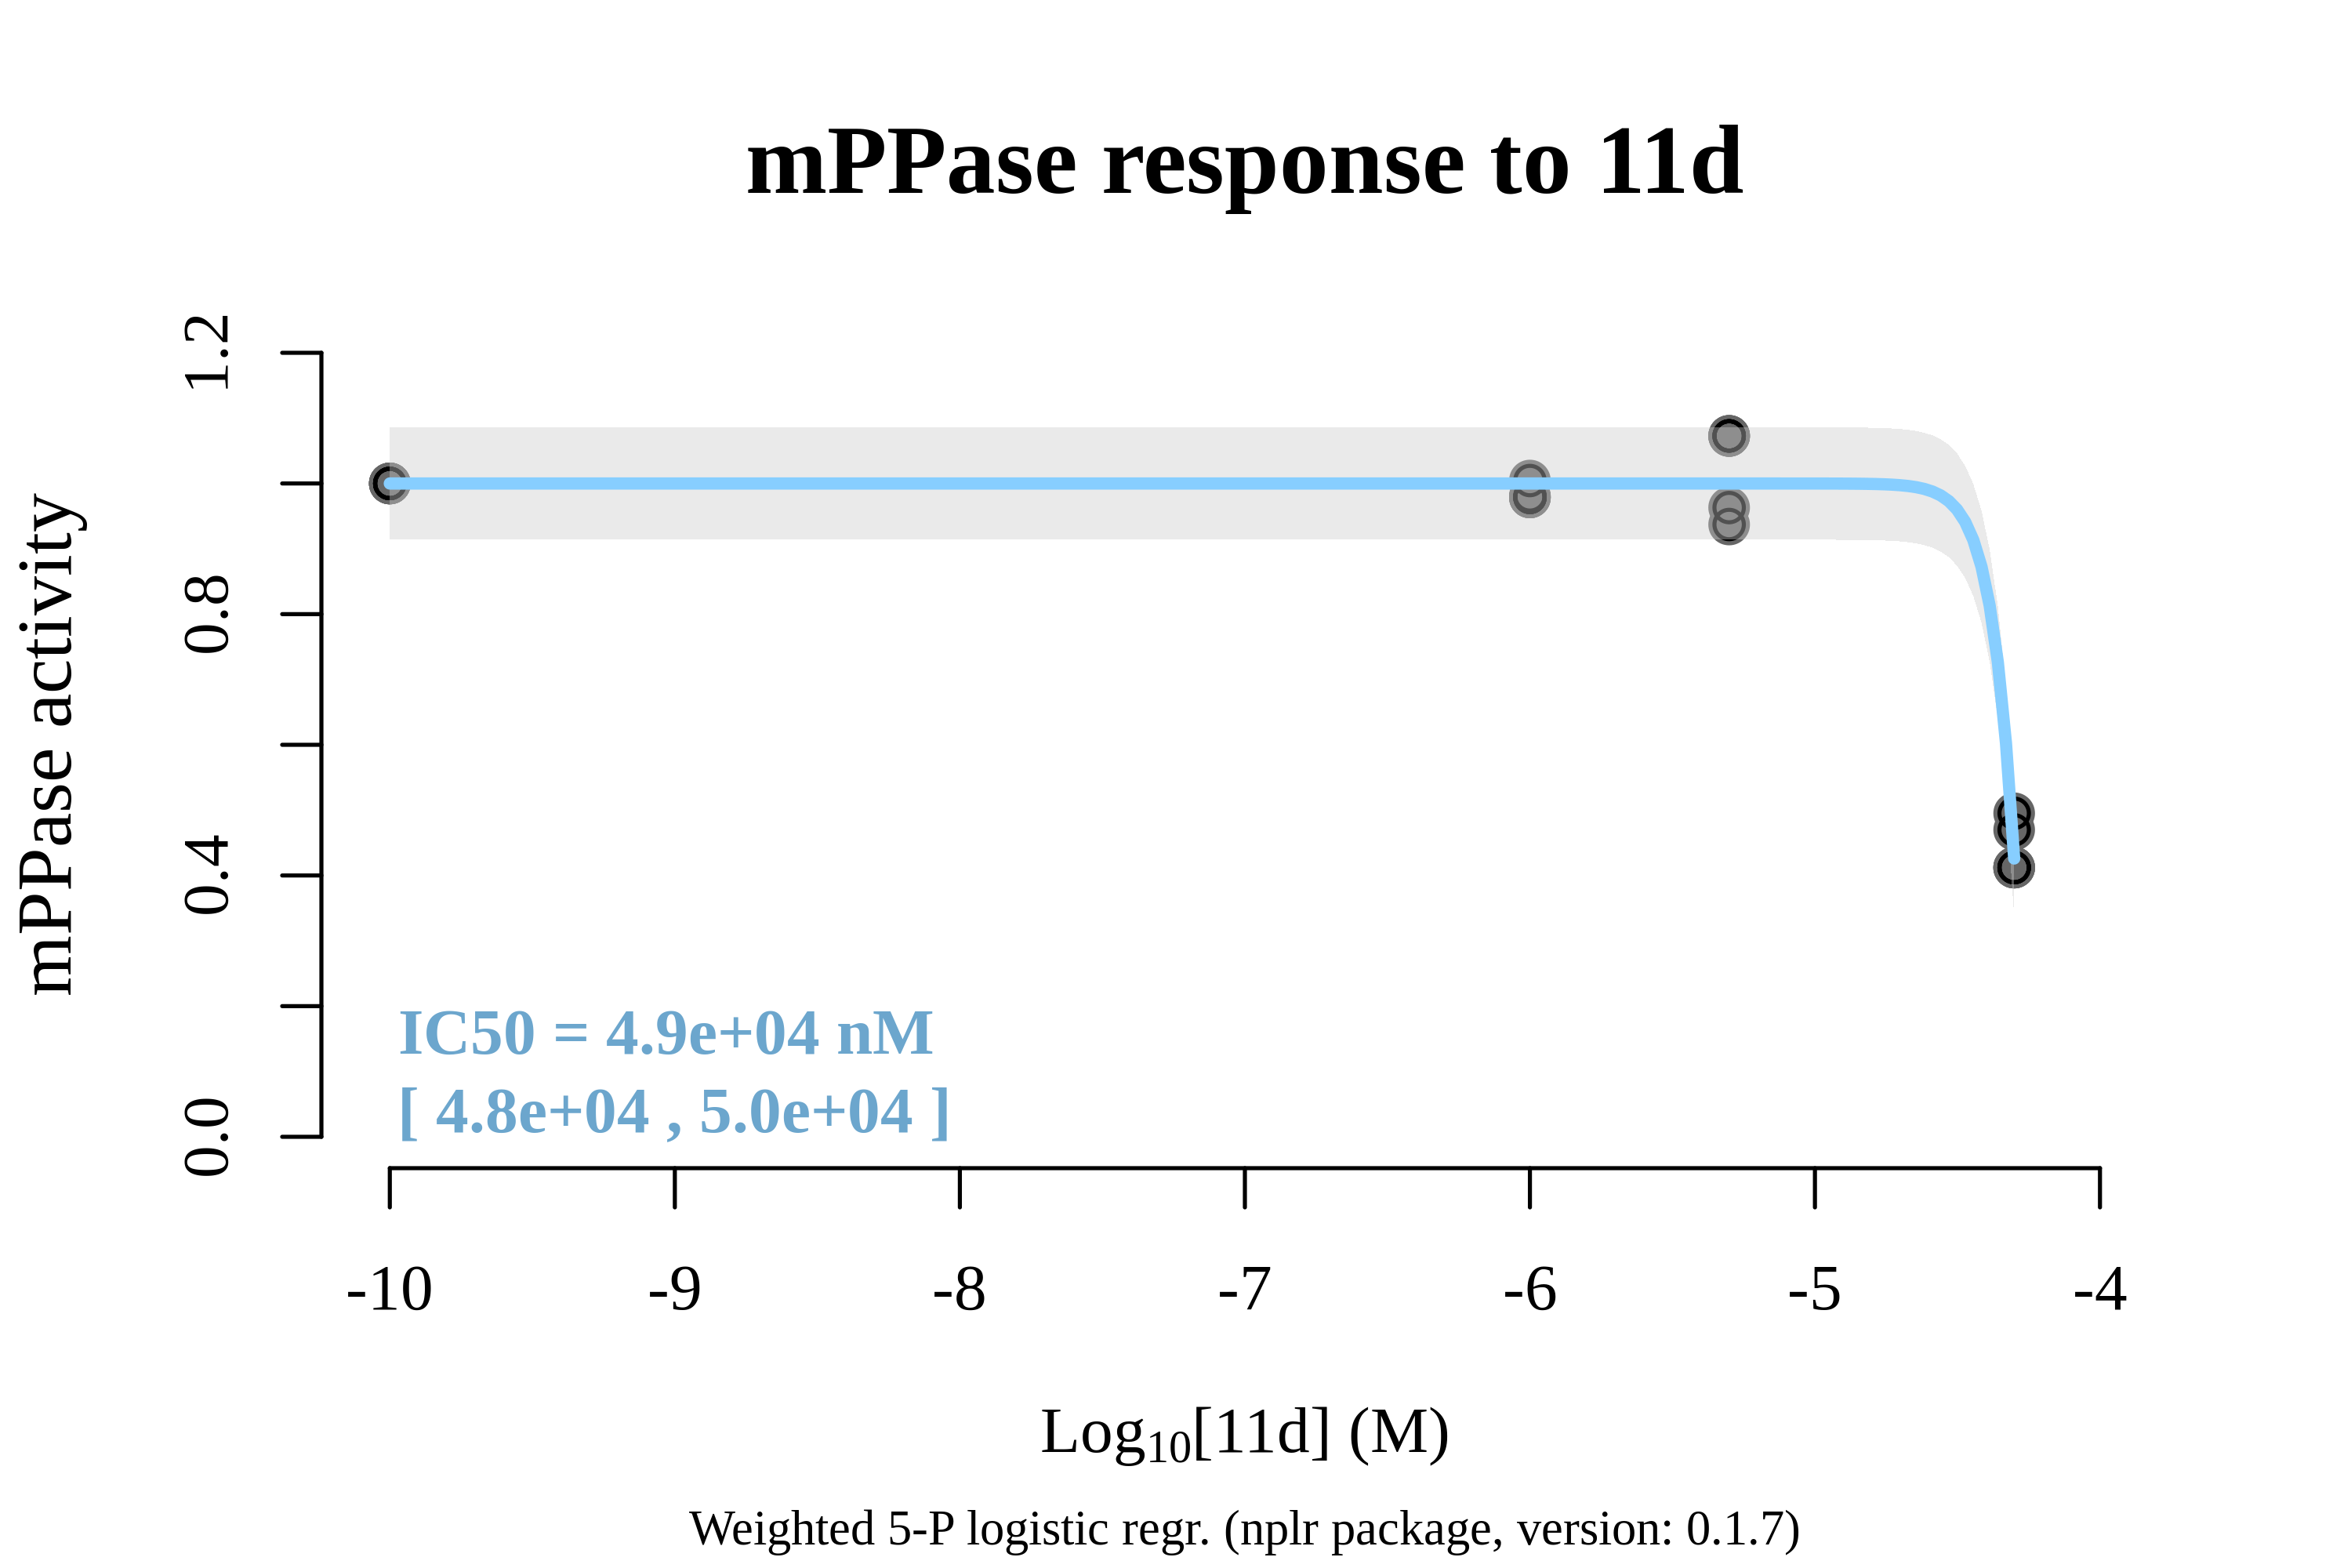 mPPase response to 11d
mPPase activity
1.2
0.8
0.4
0.0
IC50 = 4.9e+04 nM
[ 4.8e+04 , 5.0e+04 ]
-10 -9 -8 -7 -6 -5 -4
Log10[11d] (M)
Weighted 5-P logistic regr. (nplr package, version: 0.1.7)